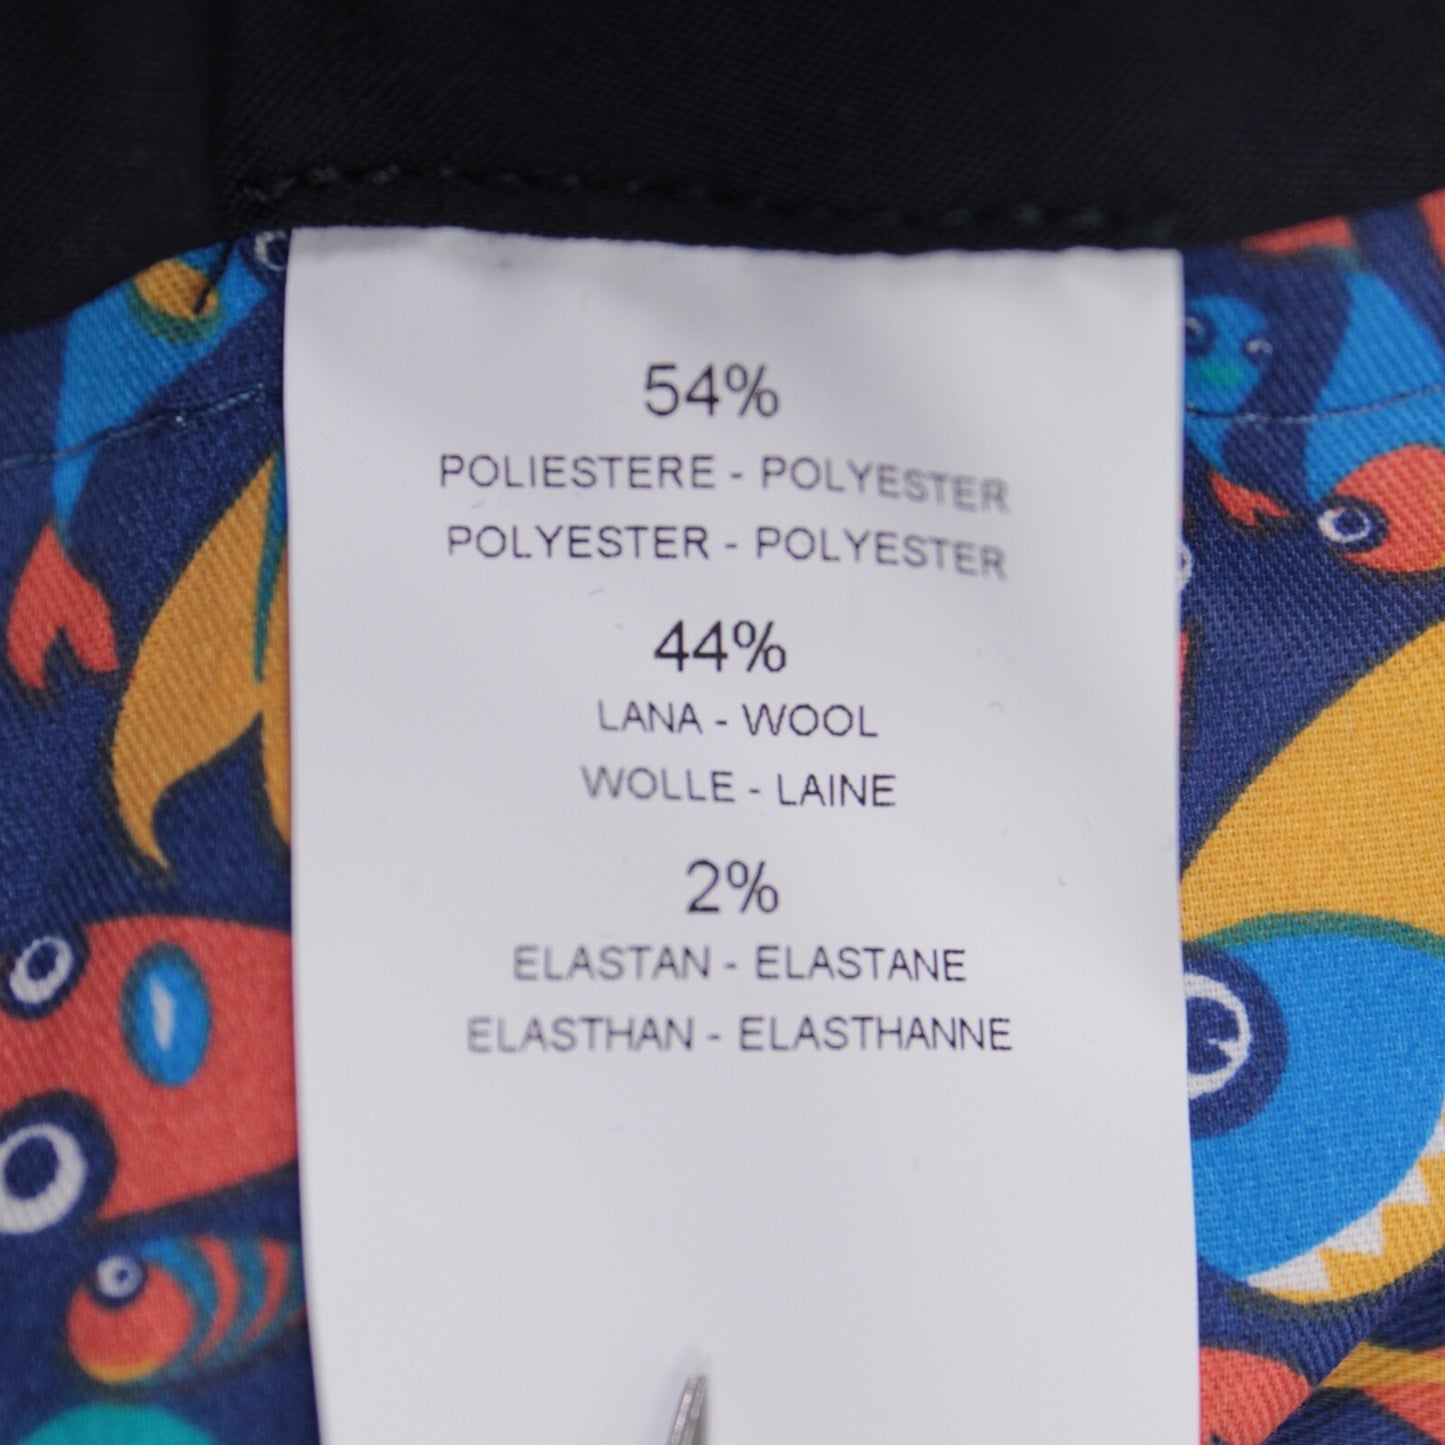 54%
POLIESTERE - POLYESTER
POLYESTER - POLYESTER
44%
LANA - WOOL
WOLLE - LAINE
2%
ELASTAN - ELASTANE
ELASTHAN - ELASTHANNE